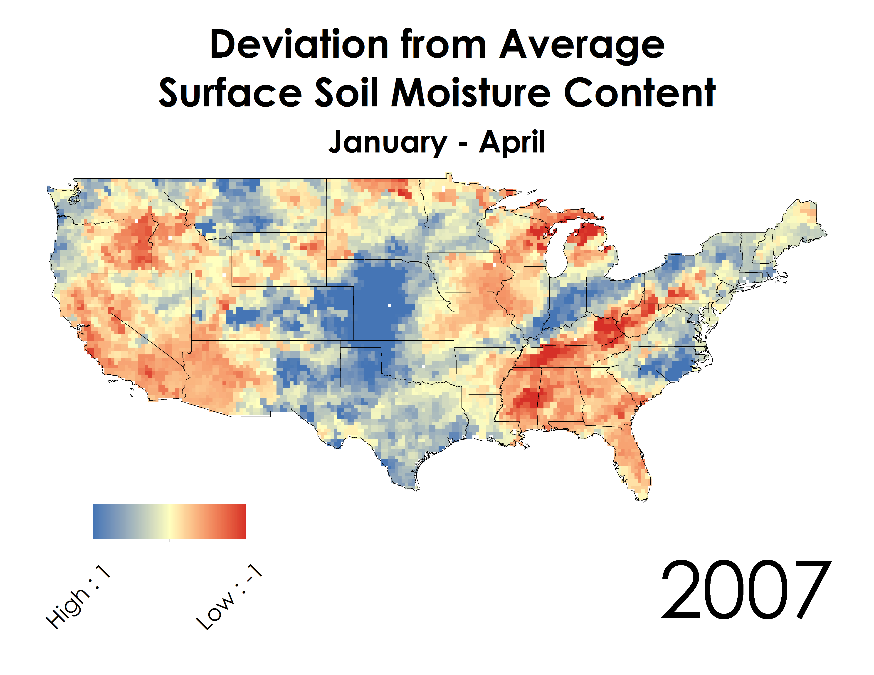 Deviation from Average
Surface Soil Moisture Content
January - April
High : 1
Low : -1
2007